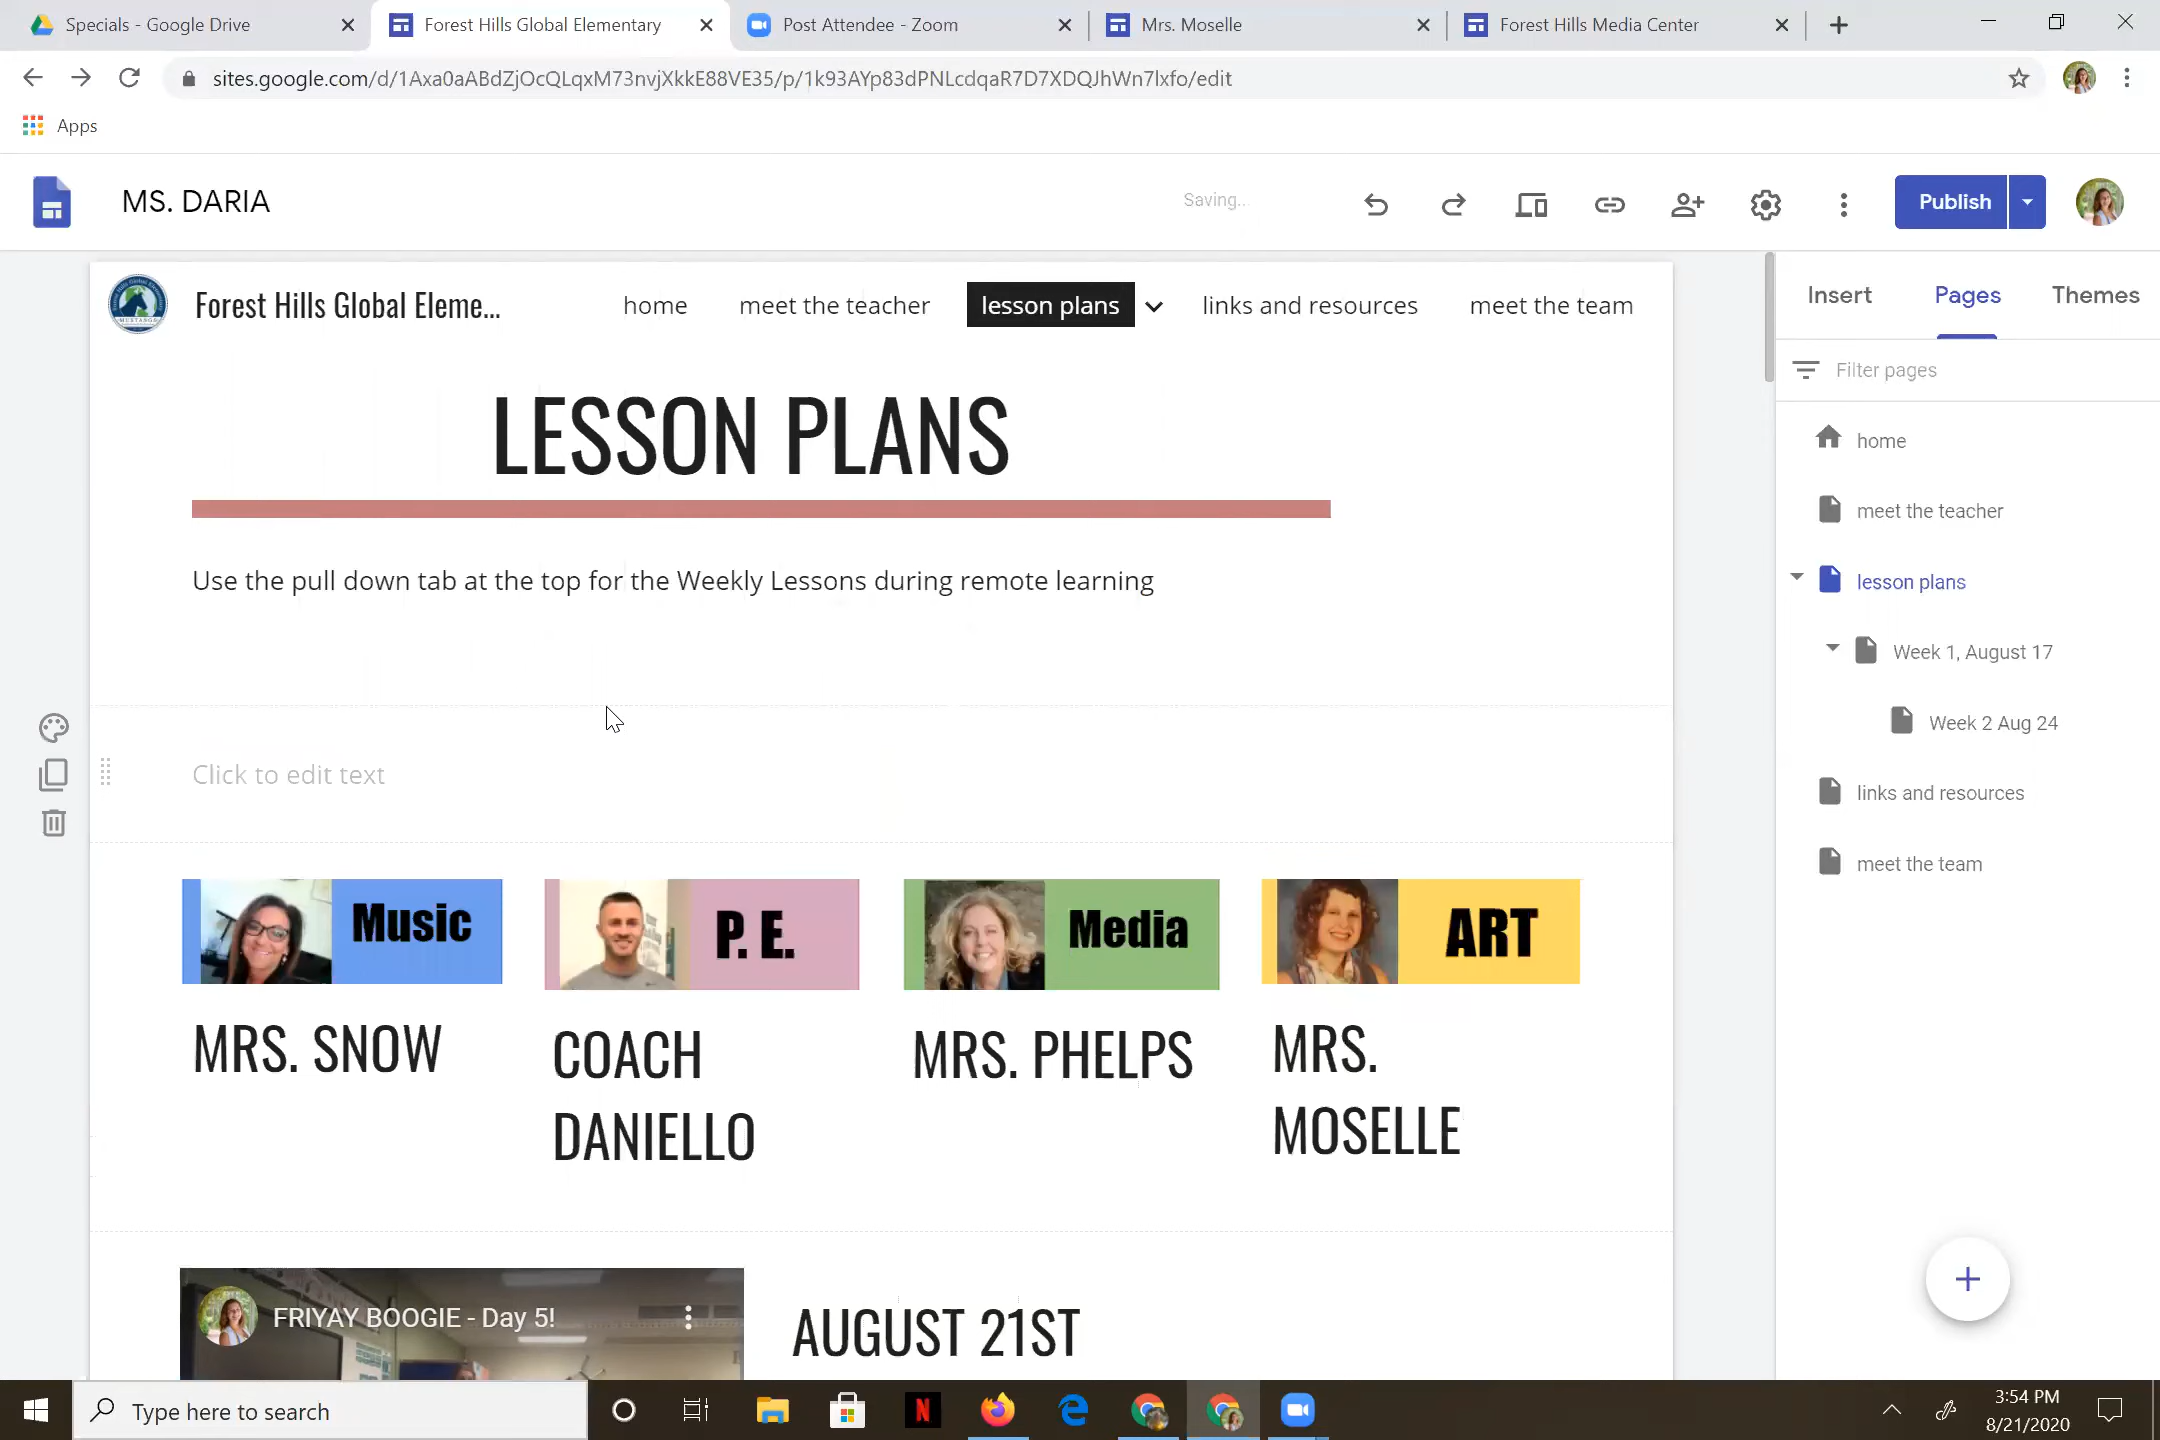 Specials - Google Drive
Forest Hills Global Elementary
Post Attendee - Zoom
Mrs. Moselle
Forest Hills Media Center
sites.google.com/d/1Axa0aABdZjOcQLqxM73nvjXkkE88VE35/p/1k93AYp83dPNLcdqaR7D7XDQJhWn7lxfo/edit
Apps
MS. DARIA
Saving...
Publish
Forest Hills Global Eleme...
home
meet the teacher
lesson plans
links and resources
meet the team
LESSON PLANS
Use the pull down tab at the top for the Weekly Lessons during remote learning
Click to edit text
Music
P. E.
Media
ART
MRS. SNOW
COACH
DANIELLO
MRS. PHELPS
MRS.
MOSELLE
FRIYAY BOOGIE - Day 5!
AUGUST 21ST
Insert
Pages
Themes
Filter pages
home
meet the teacher
lesson plans
Week 1, August 17
Week 2 Aug 24
links and resources
meet the team
Type here to search
3:54 PM
8/21/2020